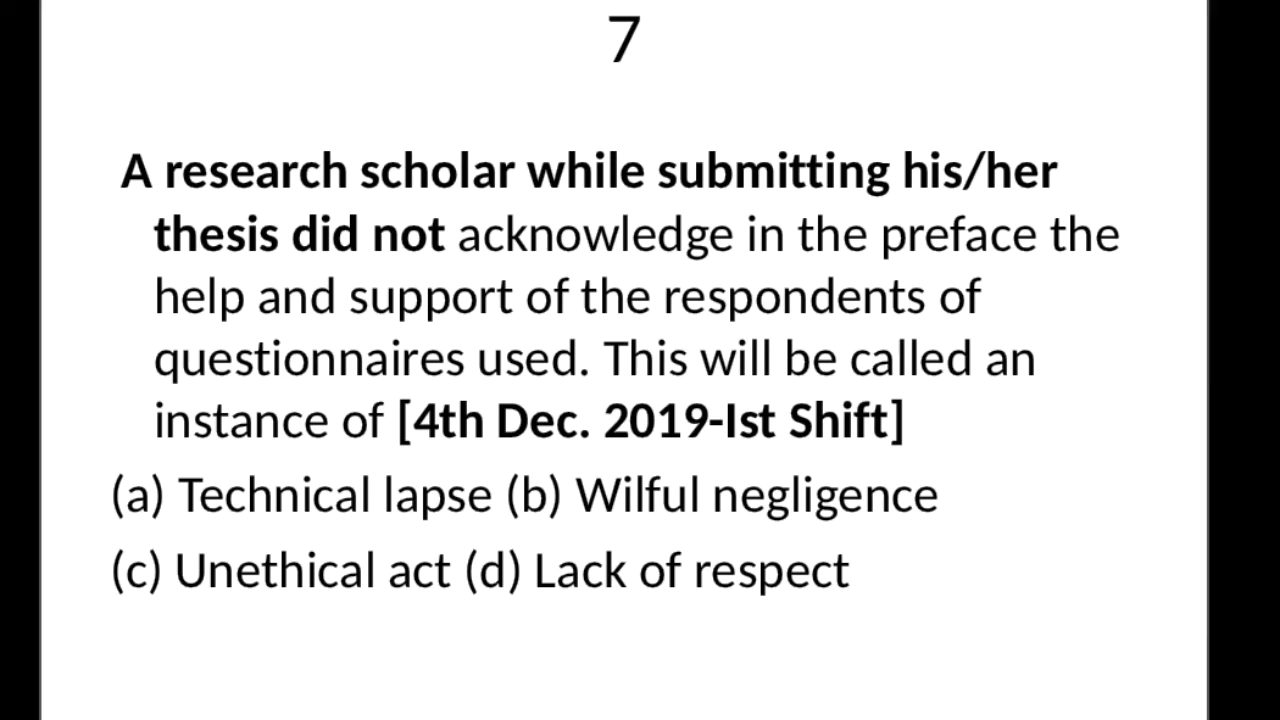 7
A research scholar while submitting his/her
thesis did not acknowledge in the preface the
help and support of the respondents of
questionnaires used. This will be called an
instance of [4th Dec. 2019-Ist Shift]
(a) Technical lapse (b) Wilful negligence
(c) Unethical act (d) Lack of respect